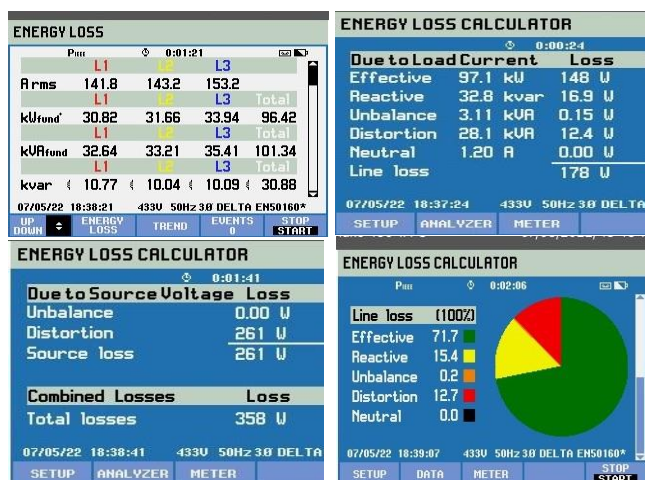 ENERGY LOSS
Puni 0:01:21
L1 L2 L3
Arms 141.8 143.2 153.2
L1 L2 L3 Total
kWfund 30.82 31.66 33.94 96.42
L1 L2 L3 Total
kVAfund 32.64 33.21 35.41 101.34
L1 L2 L3 Total
kvar 10.77 10.04 10.09 30.88
07/05/22 18:38:21 433V 50Hz 3Ø DELTA EN50160*
UP DOWN ENERGY LOSS TREND EVENTS 0 STOP START
ENERGY LOSS CALCULATOR
0:00:24
Due to Load Current Loss
Effective 97.1 kW 148 W
Reactive 32.8 kvar 16.9 W
Unbalance 3.11 kVA 0.15 W
Distortion 28.1 kVA 12.4 W
Neutral 1.20 A 0.00 W
Line loss 178 W
07/05/22 18:37:24 433V 50Hz 3Ø DELTA
SETUP ANALYZER METER
ENERGY LOSS CALCULATOR
0:01:41
Due to Source Voltage Loss
Unbalance 0.00 W
Distortion 261 W
Source loss 261 W
Combined Losses Loss
Total losses 358 W
07/05/22 18:38:41 433V 50Hz 3Ø DELTA
SETUP ANALYZER METER
ENERGY LOSS CALCULATOR
Puni 0:02:06
Line loss (100%)
Effective 71.7
Reactive 15.4
Unbalance 0.2
Distortion 12.7
Neutral 0.0
07/05/22 18:39:07 433V 50Hz 3Ø DELTA EN50160*
SETUP DATA METER STOP START